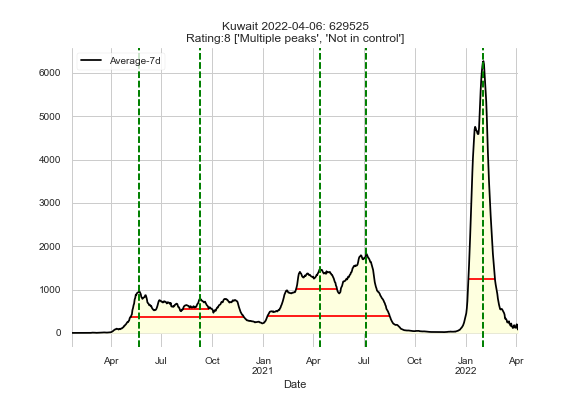 Kuwait 2022-04-06: 629525
Rating:8 ['Multiple peaks', 'Not in control']
Average-7d
6000
5000
4000
3000
2000
1000
0
Apr Jul Oct Jan Apr Jul Oct Jan Apr
2021 2022
Date